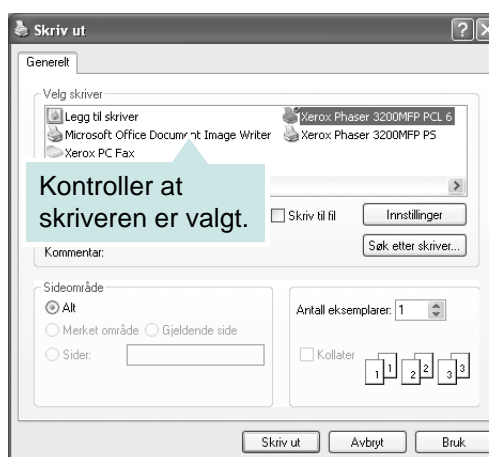 Skriv ut
Generelt
Velg skriver
Legg til skriver
Xerox Phaser 3200MFP PCL 6
Microsoft Office Document Image Writer
Xerox Phaser 3200MFP PS
Xerox PC Fax
Kontroller at
skriveren er valgt.
Skriv til fil
Innstillinger
Kommentar:
Søk etter skriver...
Sideområde
Alt
Merket område
Gjeldende side
Sider:
Antall eksemplarer: 1
Kollater
1 1 2 2 3 3
Skriv ut
Avbryt
Bruk